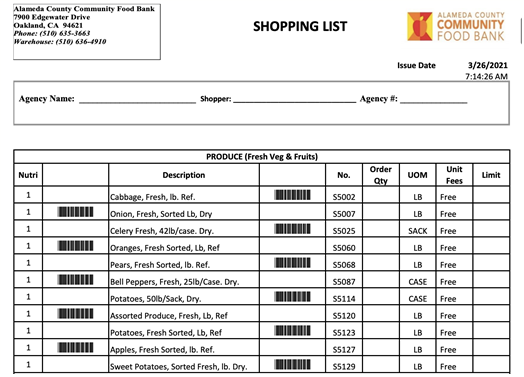 Alameda County Community Food Bank
7900 Edgewater Drive
Oakland, CA 94621
Phone: (510) 635-3663
Warehouse: (510) 636-4910
SHOPPING LIST
ALAMEDA COUNTY
COMMUNITY
FOOD BANK
Issue Date 3/26/2021
7:14:26 AM
Agency Name: Shopper: Agency #:
PRODUCE (Fresh Veg & Fruits)
Nutri Description No. Order Qty UOM Unit Fees Limit
1 Cabbage, Fresh, lb. Ref. S5002 LB Free
1 Onion, Fresh, Sorted Lb, Dry S5007 LB Free
1 Celery Fresh, 42lb/case. Dry. S5025 SACK Free
1 Oranges, Fresh Sorted, Lb, Ref S5060 LB Free
1 Pears, Fresh Sorted, lb. Ref. S5068 LB Free
1 Bell Peppers, Fresh, 25lb/Case. Dry. S5087 CASE Free
1 Potatoes, 50lb/Sack, Dry. S5114 CASE Free
1 Assorted Produce, Fresh, Lb, Ref S5120 LB Free
1 Potatoes, Fresh Sorted, Lb, Ref S5123 LB Free
1 Apples, Fresh Sorted, lb. Ref. S5127 LB Free
1 Sweet Potatoes, Sorted Fresh, lb. Dry. S5129 LB Free